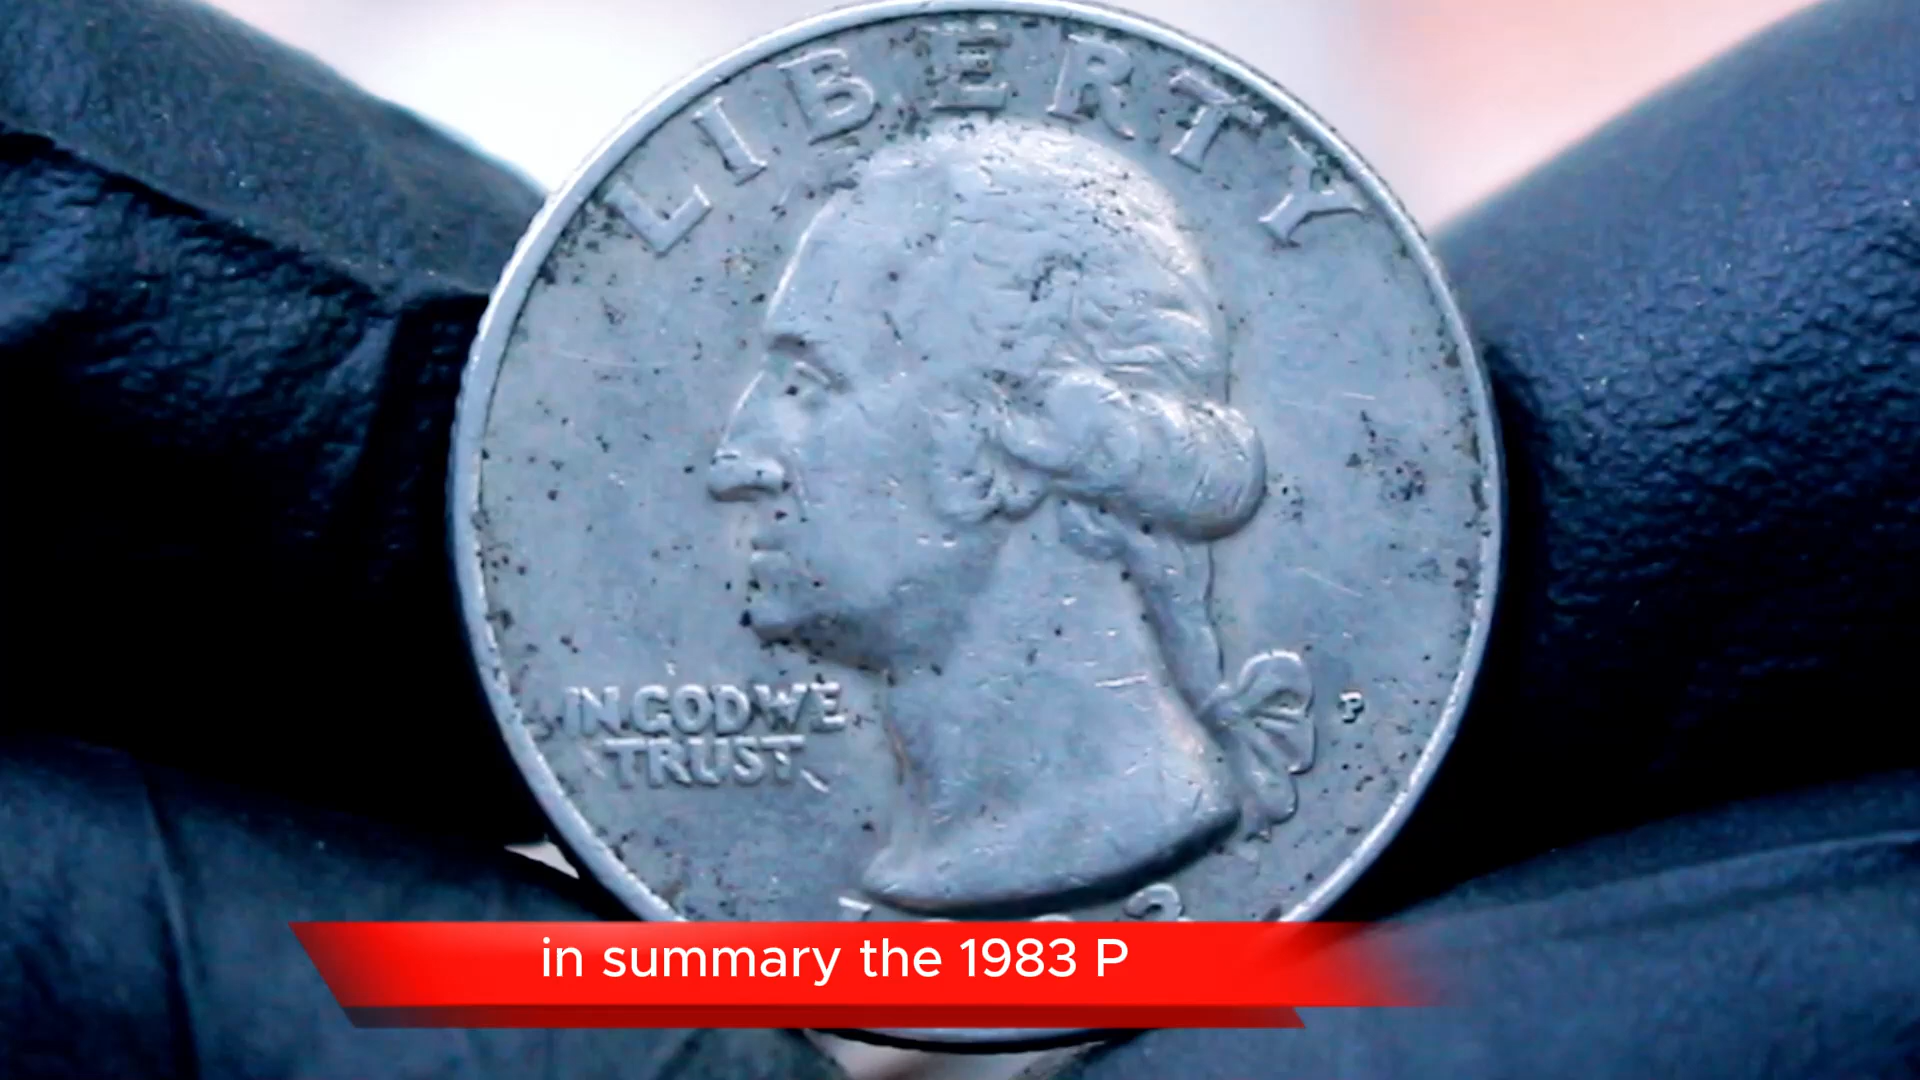 LIBERTY
IN GOD WE
TRUST
P
in summary the 1983 P